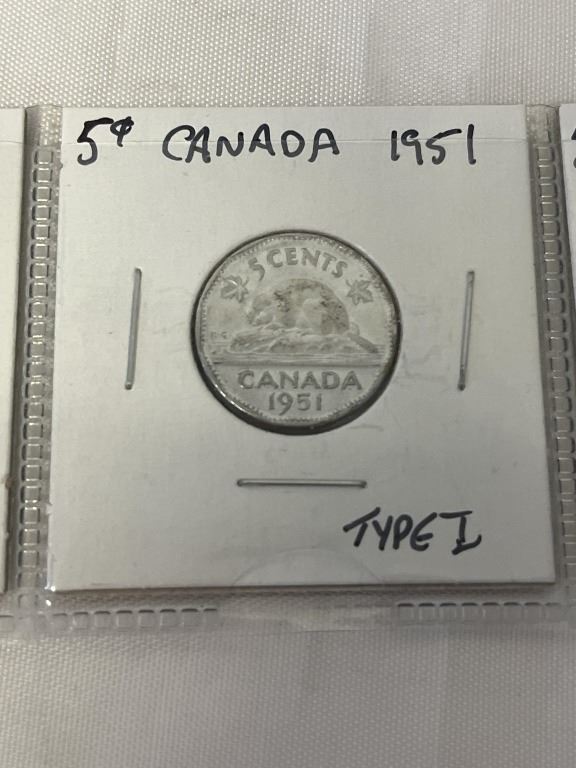 5¢ CANADA 1951
5 CENTS
CANADA
1951
TYPE I